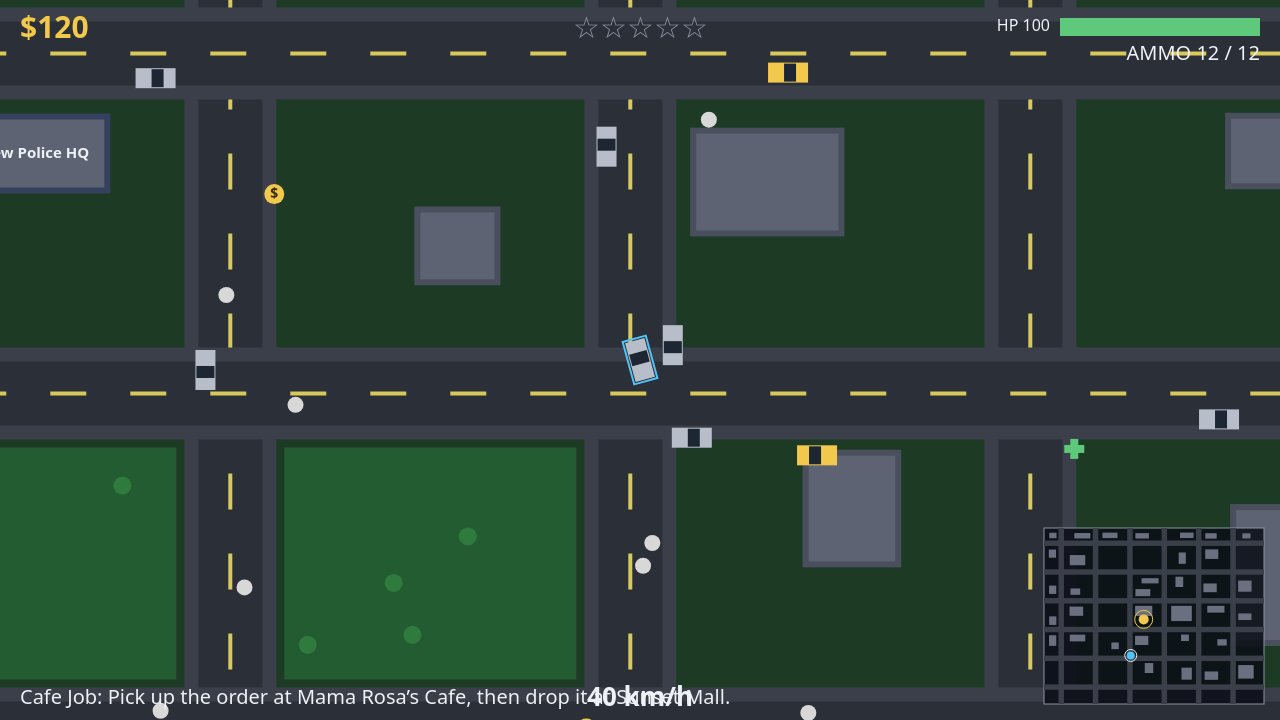 $120
HP 100
AMMO 12 / 12
w Police HQ
$
Cafe Job: Pick up the order at Mama Rosa's Cafe, then drop it Mall.
40 km/h